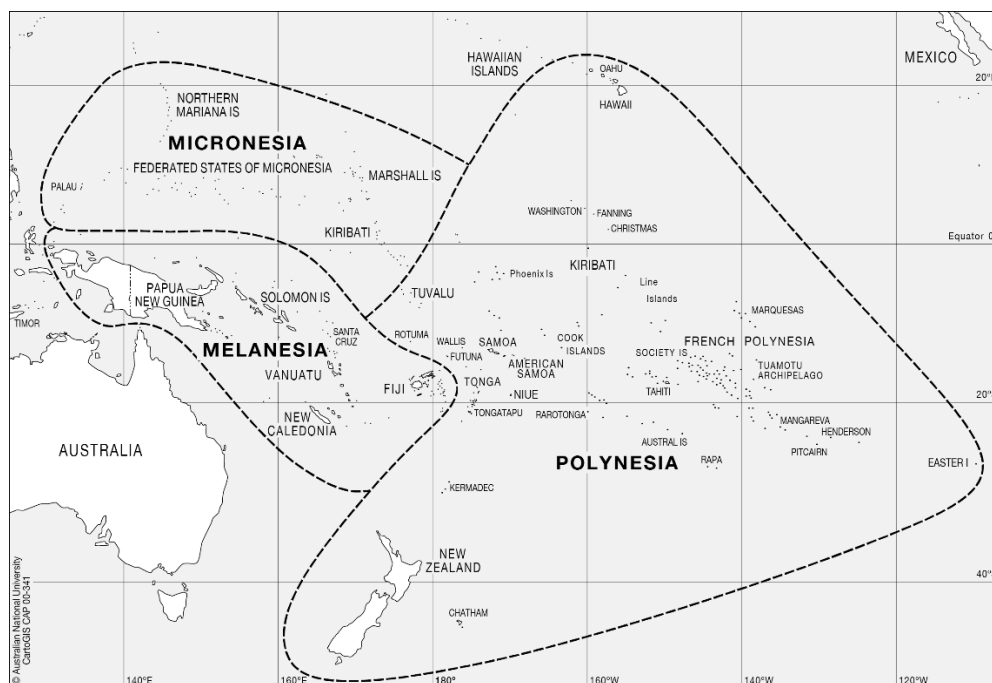 HAWAIIAN
ISLANDS
OAHU
HAWAII
MEXICO
20°
NORTHERN
MARIANA IS
MICRONESIA
FEDERATED STATES OF MICRONESIA
MARSHALL IS
PALAU
KIRIBATI
WASHINGTON
FANNING
CHRISTMAS
Equator 0
Phoenix Is
KIRIBATI
Line
Islands
PAPUA
NEW GUINEA
SOLOMON IS
TUVALU
TIMOR
SANTA
CRUZ
ROTUMA
WALLIS
FUTUNA
SAMOA
AMERICAN
SAMOA
COOK
ISLANDS
MARQUESAS
FRENCH POLYNESIA
SOCIETY IS
TUAMOTU
ARCHIPELAGO
MELANESIA
VANUATU
FIJI
TONGA
NIUE
TAHITI
20°
TONGATAPU
RAROTONGA
MANGAREVA
HENDERSON
PITCAIRN
NEW
CALEDONIA
AUSTRAL IS
RAPA
EASTER I
AUSTRALIA
POLYNESIA
KERMADEC
NEW
ZEALAND
40°
CHATHAM
© Australian National University
CartoGIS CAP 00-341
140°E
160°E
180°
160°W
140°W
120°W